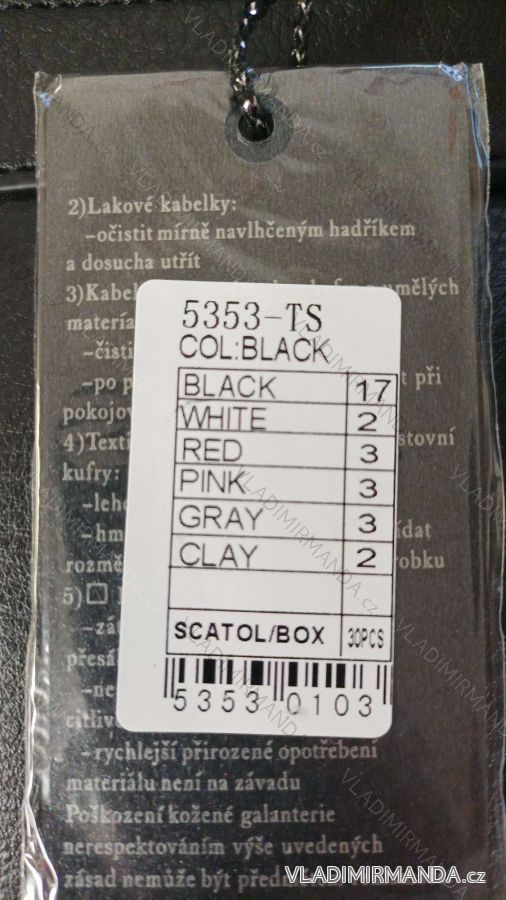 2)Lakové kabelky:
–očistit mírně navlhčeným hadříkem
a dosucha utřít
3)Kabel umělých
materiá
–čisti
–po p t při
pokojov
4)Texti stovní
kufry:
–leh
–hm dat
rozmě robku
5)☐
–zá
přesá
–ne
citliv
–rychlejší přirozené opotřebení
materiálu není na závadu
Poškození kožené galanterie
nerespektováním výše uvedených
zásad nemůže být před
5353-TS
COL:BLACK
BLACK 17
WHITE 2
RED 3
PINK 3
GRAY 3
CLAY 2
SCATOL/BOX 30PCS
5353 0103
VLADIMIRMANDA.cz